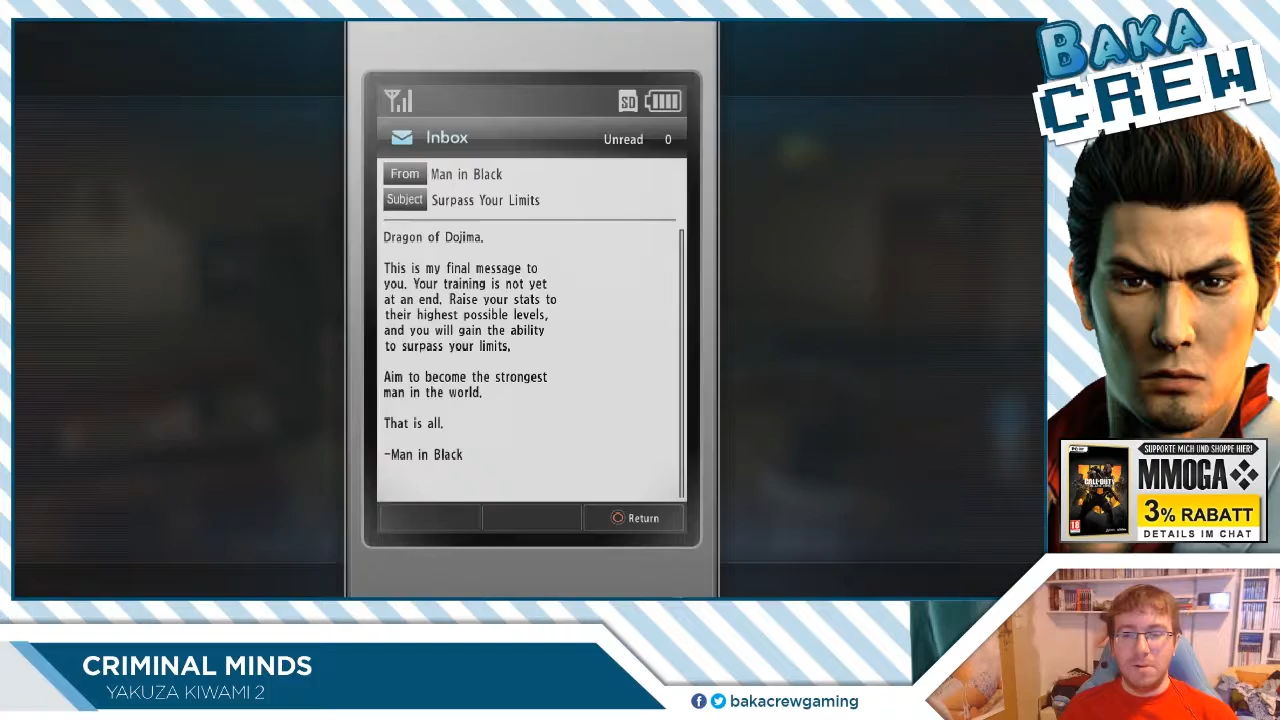 BAKA
CREW
SD
Inbox
Unread 0
From Man in Black
Subject Surpass Your Limits
Dragon of Dojima,
This is my final message to
you. Your training is not yet
at an end. Raise your stats to
their highest possible levels,
and you will gain the ability
to surpass your limits.
Aim to become the strongest
man in the world.
That is all.
-Man in Black
Return
SUPPORTE MICH UND SHOPPE HIER!
MMOGA
3% RABATT
DETAILS IM CHAT
CALL OF DUTY
18
CRIMINAL MINDS
YAKUZA KIWAMI 2
bakacrewgaming